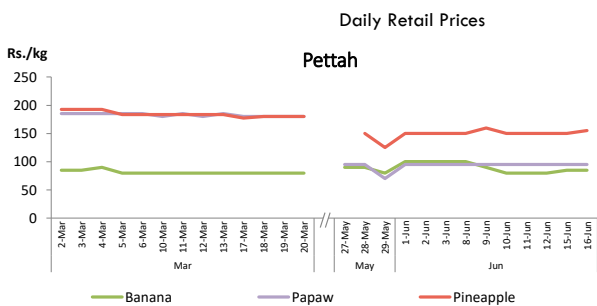 Daily Retail Prices
Rs./kg
Pettah
250
200
150
100
50
0
2-Mar 3-Mar 4-Mar 5-Mar 6-Mar 10-Mar 11-Mar 12-Mar 13-Mar 17-Mar 18-Mar 19-Mar 20-Mar // 27-May 28-May 29-May 1-Jun 2-Jun 3-Jun 8-Jun 9-Jun 10-Jun 11-Jun 12-Jun 15-Jun 16-Jun
Mar May Jun
Banana Papaw Pineapple